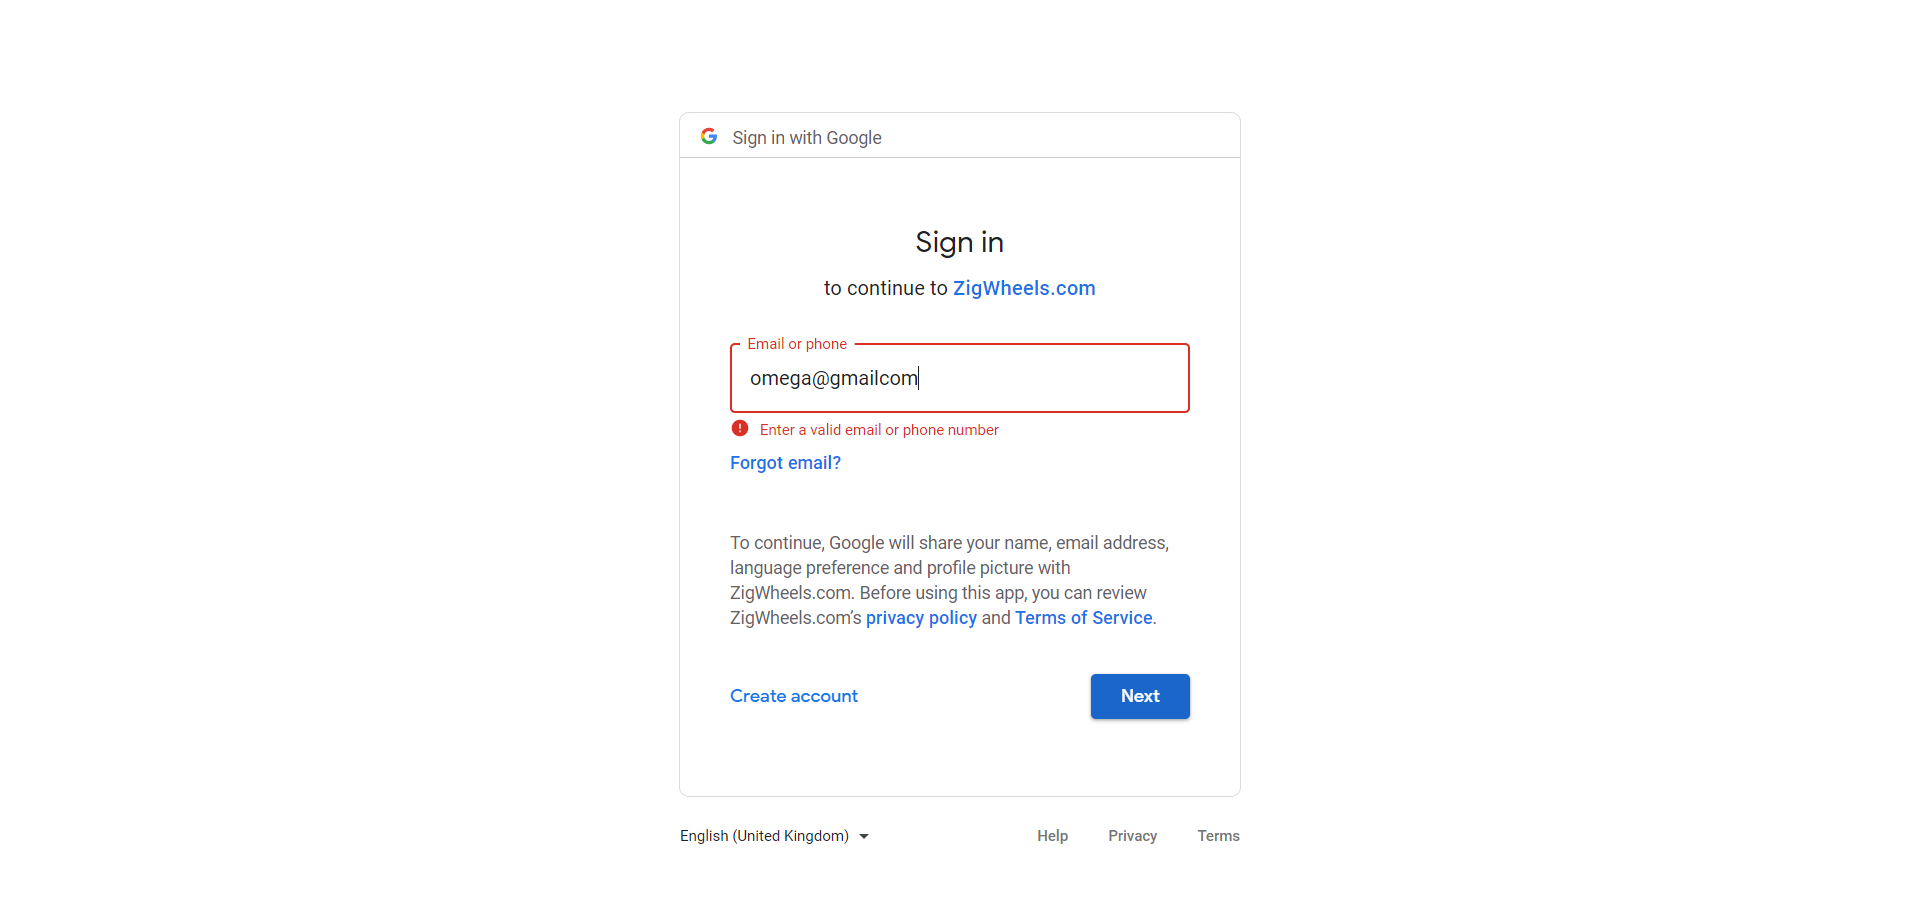 Sign in with Google
Sign in
to continue to ZigWheels.com
Email or phone
omega@gmailcom
Enter a valid email or phone number
Forgot email?
To continue, Google will share your name, email address,
language preference and profile picture with
ZigWheels.com. Before using this app, you can review
ZigWheels.com’s privacy policy and Terms of Service.
Create account
Next
English (United Kingdom)
Help
Privacy
Terms